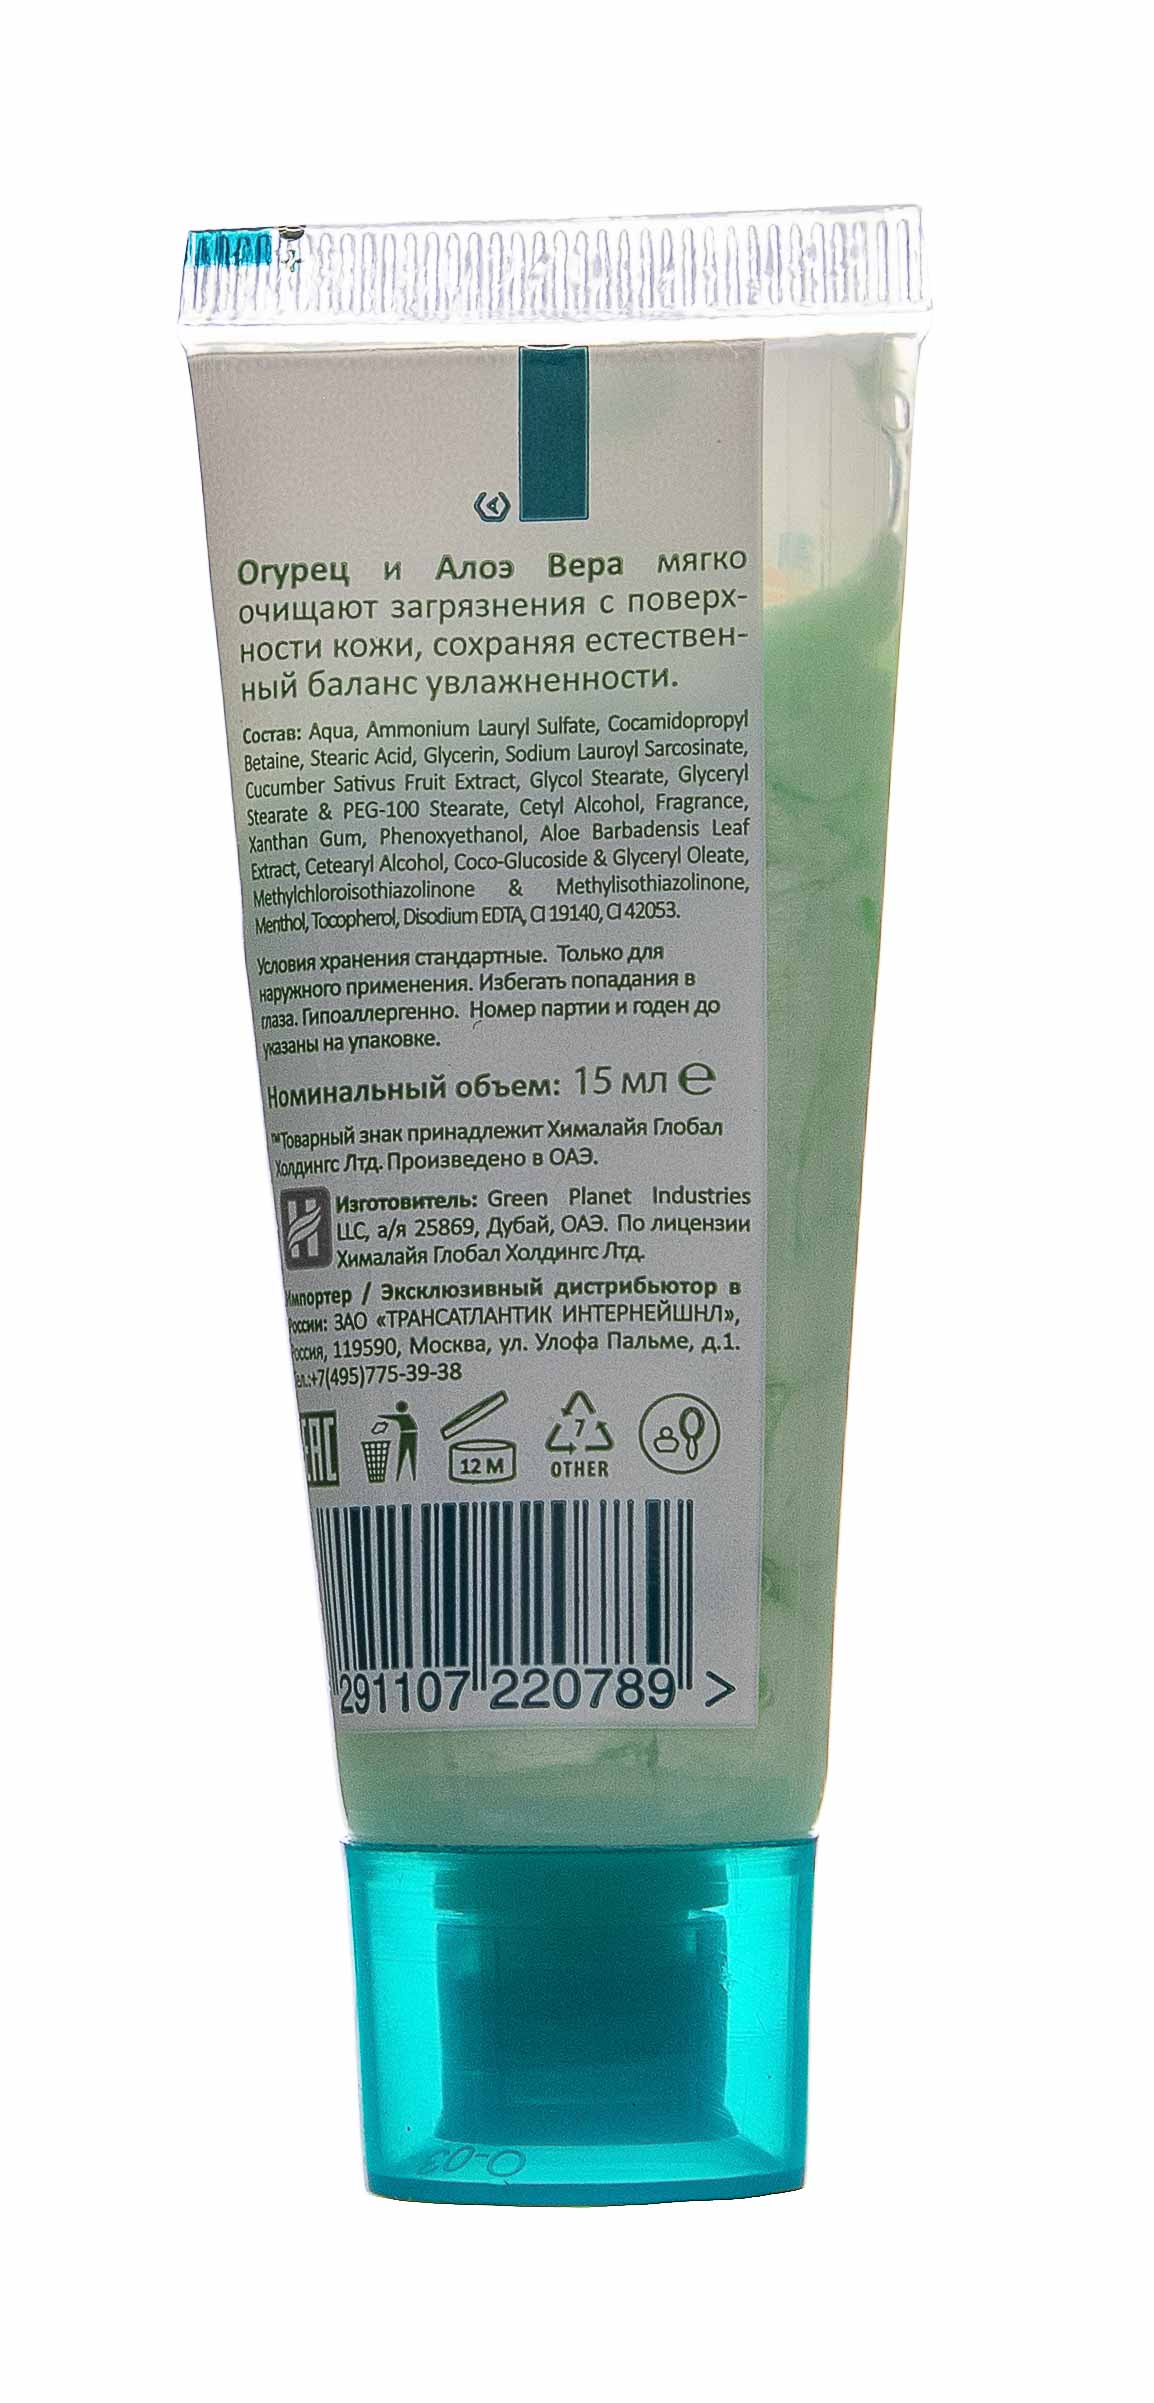 Огурец и Алоэ Вера мягко
очищают загрязнения с поверх-
ности кожи, сохраняя естествен-
ный баланс увлажненности.
Состав: Aqua, Ammonium Lauryl Sulfate, Cocamidopropyl
Betaine, Stearic Acid, Glycerin, Sodium Lauroyl Sarcosinate,
Cucumber Sativus Fruit Extract, Glycol Stearate, Glyceryl
Stearate & PEG-100 Stearate, Cetyl Alcohol, Fragrance,
Xanthan Gum, Phenoxyethanol, Aloe Barbadensis Leaf
Extract, Cetearyl Alcohol, Coco-Glucoside & Glyceryl Oleate,
Methylchloroisothiazolinone & Methylisothiazolinone,
Menthol, Tocopherol, Disodium EDTA, CI 19140, CI 42053.
Условия хранения стандартные. Только для
наружного применения. Избегать попадания в
глаза. Гипоаллергенно. Номер партии и годен до
указаны на упаковке.
Номинальный объем: 15 мл ℮
™Товарный знак принадлежит Хималайя Глобал
Холдингс Лтд. Произведено в ОАЭ.
Изготовитель: Green Planet Industries
LLC, а/я 25869, Дубай, ОАЭ. По лицензии
Хималайя Глобал Холдингс Лтд.
Импортер / Эксклюзивный дистрибьютор в
России: ЗАО «ТРАНСАТЛАНТИК ИНТЕРНЕЙШНЛ»,
Россия, 119590, Москва, ул. Улофа Пальме, д.1.
Тел.:+7(495)775-39-38
EAC
12 M
7
OTHER
291107 220789 >
O-03